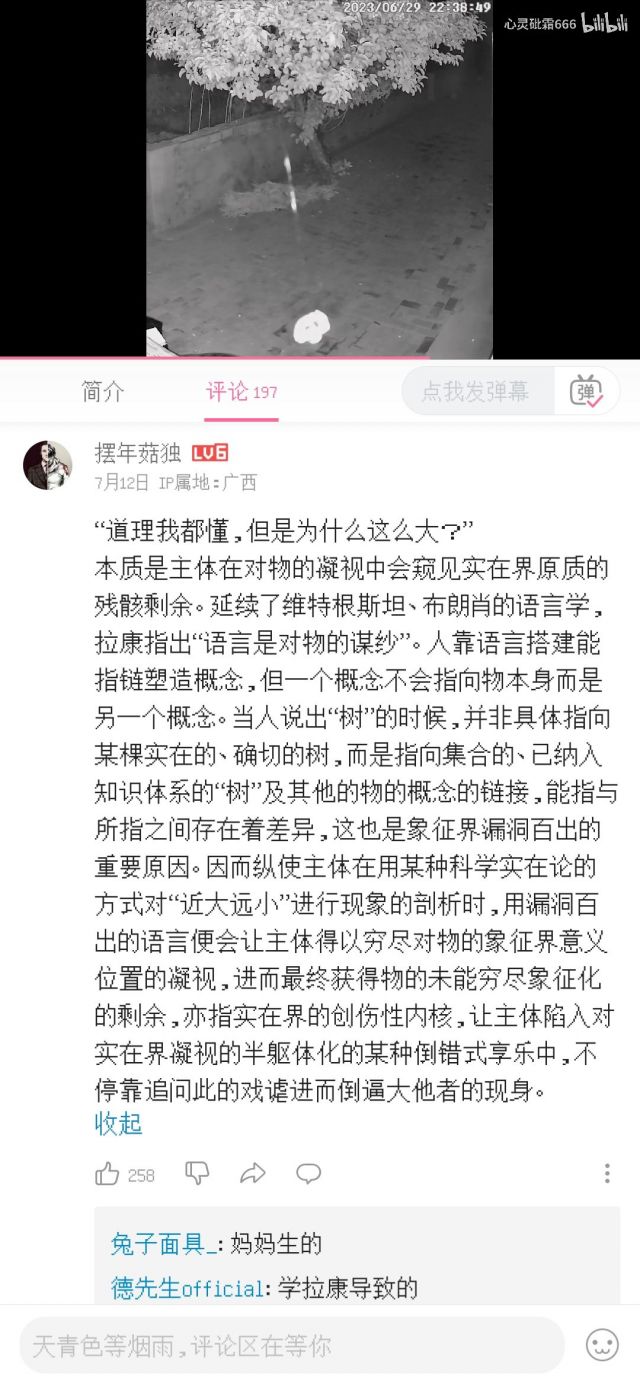 2023/06/29 22:38:49
心灵砒霜666 bilibili
简介
评论 197
点我发弹幕
弹
摆年菇独 LV6
7月12日 IP属地:广西
“道理我都懂,但是为什么这么大?”
本质是主体在对物的凝视中会窥见实在界原质的
残骸剩余。延续了维特根斯坦、布朗肖的语言学,
拉康指出“语言是对物的谋纱”。人靠语言搭建能
指链塑造概念,但一个概念不会指向物本身而是
另一个概念。当人说出“树”的时候,并非具体指向
某棵实在的、确切的树,而是指向集合的、已纳入
知识体系的“树”及其他的物的概念的链接,能指与
所指之间存在着差异,这也是象征界漏洞百出的
重要原因。因而纵使主体在用某种科学实在论的
方式对“近大远小”进行现象的剖析时,用漏洞百
出的语言便会让主体得以穷尽对物的象征界意义
位置的凝视,进而最终获得物的未能穷尽象征化
的剩余,亦指实在界的创伤性内核,让主体陷入对
实在界凝视的半躯体化的某种倒错式享乐中,不
停靠追问此的戏谑进而倒逼大他者的现身。
收起
258
兔子面具_: 妈妈生的
德先生official: 学拉康导致的
天青色等烟雨,评论区在等你